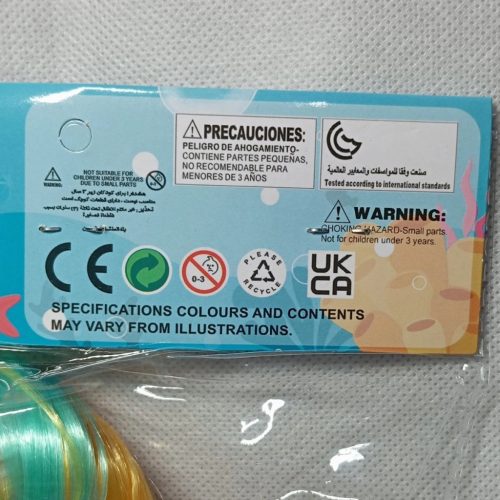 PRECAUCIONES:
PELIGRO DE AHOGAMIENTO-
CONTIENE PARTES PEQUEÑAS,
NO RECOMENDABLE PARA
MENORES DE 3 AÑOS
صنعت وفقا للمواصفات والمعايير العالمية
Tested according to international standards
WARNING:
NOT SUITABLE FOR
CHILDREN UNDER 3 YEARS
DUE TO SMALL PARTS
WARNING:
CHOKING HAZARD-Small parts.
Not for children under 3 years.
CE
0-3
PLEASE
RECYCLE
UK
CA
SPECIFICATIONS COLOURS AND CONTENTS
MAY VARY FROM ILLUSTRATIONS.